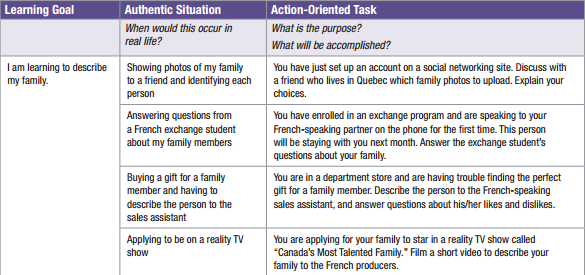 Learning Goal
Authentic Situation
Action-Oriented Task
When would this occur in
real life?
What is the purpose?
What will be accomplished?
I am learning to describe
my family.
Showing photos of my family
to a friend and identifying each
person
You have just set up an account on a social networking site. Discuss with
a friend who lives in Quebec which family photos to upload. Explain your
choices.
Answering questions from
a French exchange student
about my family members
You have enrolled in an exchange program and are speaking to your
French-speaking partner on the phone for the first time. This person
will be staying with you next month. Answer the exchange student's
questions about your family.
Buying a gift for a family
member and having to
describe the person to the
sales assistant
You are in a department store and are having trouble finding the perfect
gift for a family member. Describe the person to the French-speaking
sales assistant, and answer questions about his/her likes and dislikes.
Applying to be on a reality TV
show
You are applying for your family to star in a reality TV show called
“Canada's Most Talented Family.” Film a short video to describe your
family to the French producers.